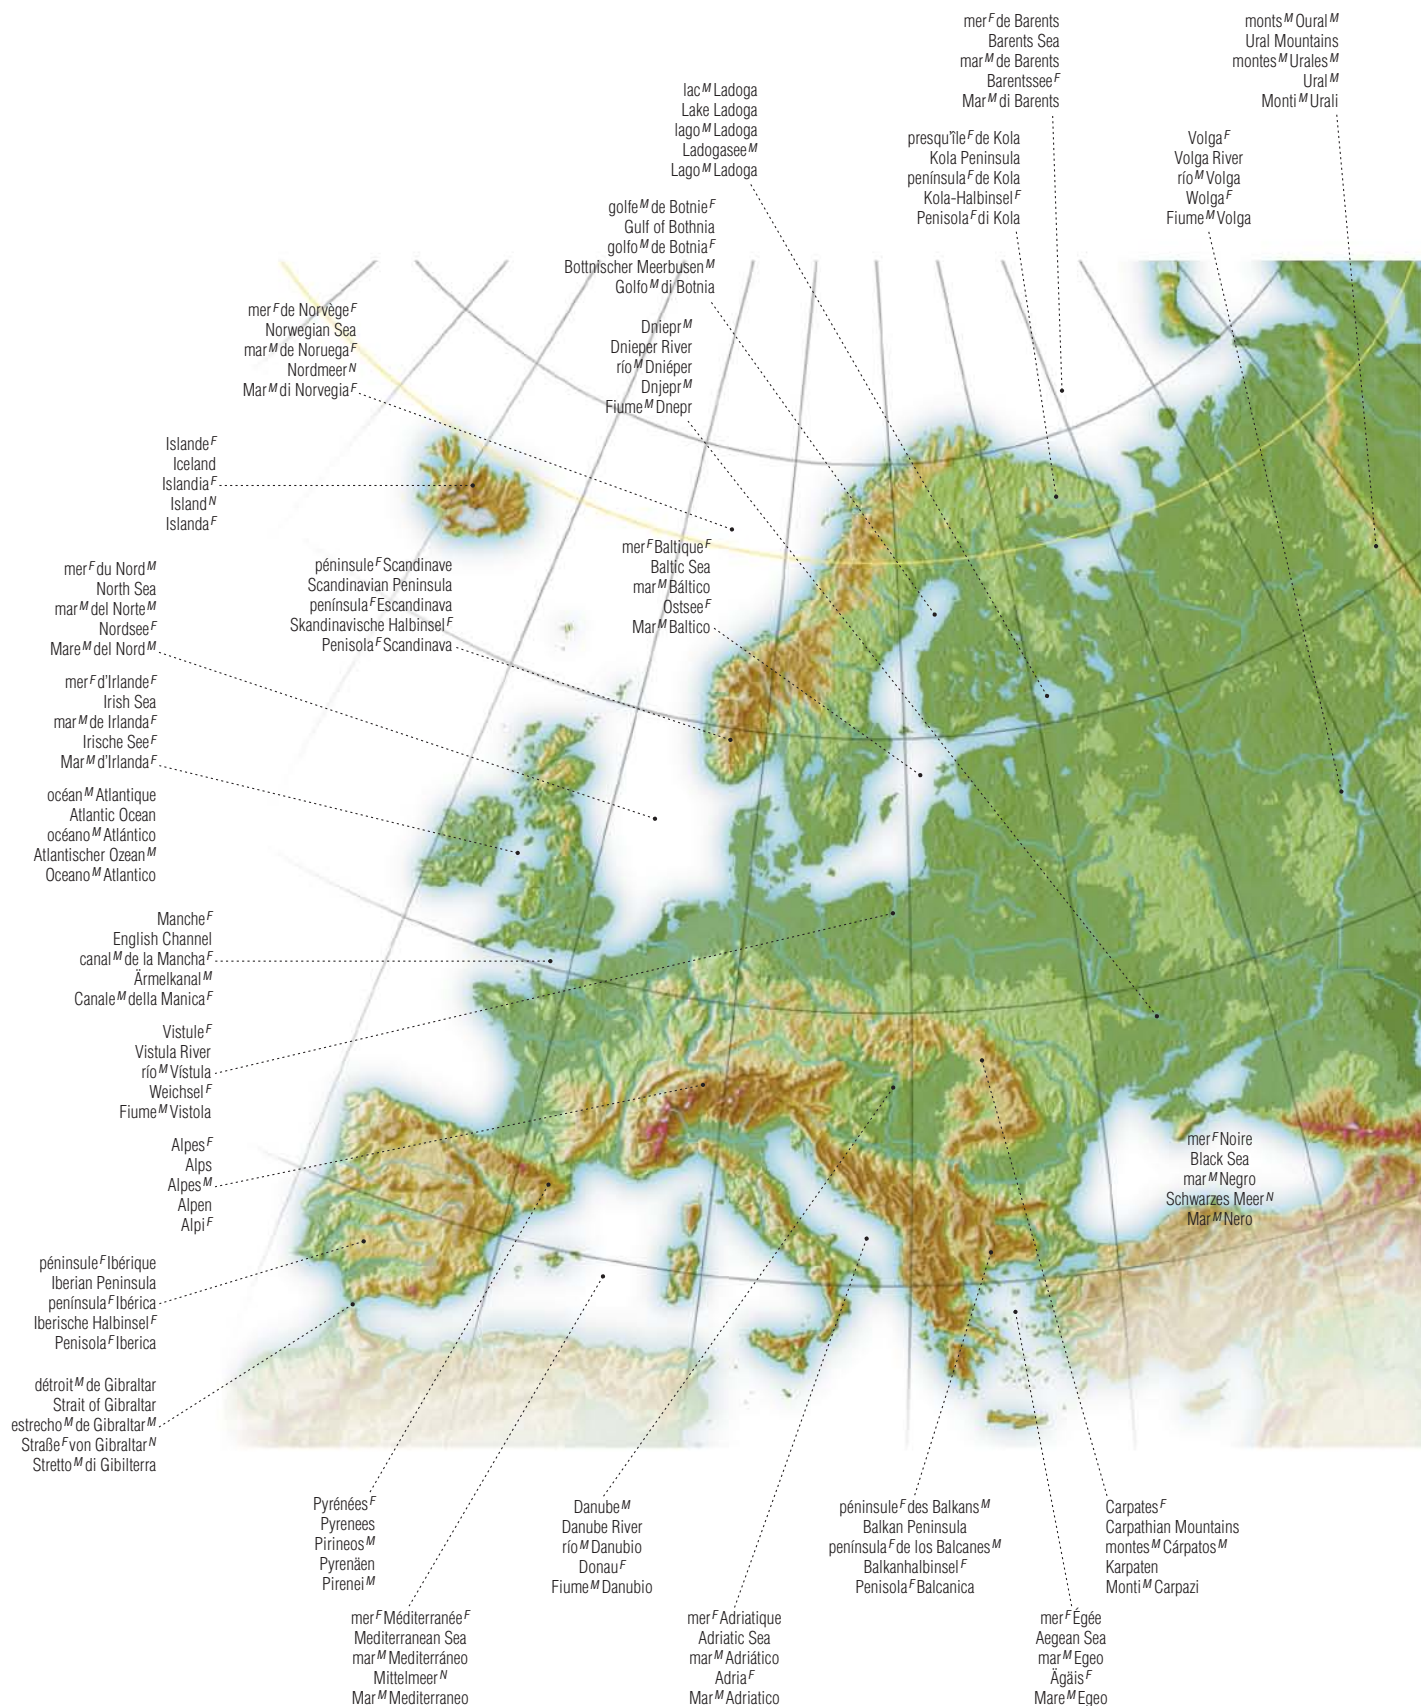 mer F de Barents
Barents Sea
mar M de Barents
Barentssee F
Mar M di Barents
monts M Oural M
Ural Mountains
montes M Urales M
Ural M
Monti M Urali
lac M Ladoga
Lake Ladoga
lago M Ladoga
Ladogasee M
Lago M Ladoga
presqu'île F de Kola
Kola Peninsula
península F de Kola
Kola-Halbinsel F
Penisola F di Kola
Volga F
Volga River
río M Volga
Wolga F
Fiume M Volga
golfe M de Botnie F
Gulf of Bothnia
golfo M de Botnia F
Bottnischer Meerbusen M
Golfo M di Botnia
mer F de Norvège F
Norwegian Sea
mar M de Noruega F
Nordmeer N
Mar M di Norvegia F
Dniepr M
Dnieper River
río M Dniéper
Dnjepr M
Fiume M Dnepr
Islande F
Iceland
Islandia F
Island N
Islanda F
mer F Baltique F
Baltic Sea
mar M Báltico
Ostsee F
Mar M Baltico
péninsule F Scandinave
Scandinavian Peninsula
península F Escandinava
Skandinavische Halbinsel F
Penisola F Scandinava
mer F du Nord M
North Sea
mar M del Norte M
Nordsee F
Mare M del Nord M
mer F d'Irlande F
Irish Sea
mar M de Irlanda F
Irische See F
Mar M d'Irlanda F
océan M Atlantique
Atlantic Ocean
océano M Atlántico
Atlantischer Ozean M
Oceano M Atlantico
Manche F
English Channel
canal M de la Mancha F
Ärmelkanal M
Canale M della Manica F
Vistule F
Vistula River
río M Vístula
Weichsel F
Fiume M Vistola
Alpes F
Alps
Alpes M
Alpen
Alpi F
mer F Noire
Black Sea
mar M Negro
Schwarzes Meer N
Mar M Nero
péninsule F Ibérique
Iberian Peninsula
península F Ibérica
Iberische Halbinsel F
Penisola F Iberica
détroit M de Gibraltar
Strait of Gibraltar
estrecho M de Gibraltar M
Straße F von Gibraltar N
Stretto M di Gibilterra
Pyrénées F
Pyrenees
Pirineos M
Pyrenäen
Pirenei M
Danube M
Danube River
río M Danubio
Donau F
Fiume M Danubio
péninsule F des Balkans M
Balkan Peninsula
península F de los Balcanes M
Balkanhalbinsel F
Penisola F Balcanica
Carpates F
Carpathian Mountains
montes M Cárpatos M
Karpaten
Monti M Carpazi
mer F Méditerranée F
Mediterranean Sea
mar M Mediterráneo
Mittelmeer N
Mar M Mediterraneo
mer F Adriatique
Adriatic Sea
mar M Adriático
Adria F
Mar M Adriatico
mer F Égée
Aegean Sea
mar M Egeo
Ägäis F
Mare M Egeo